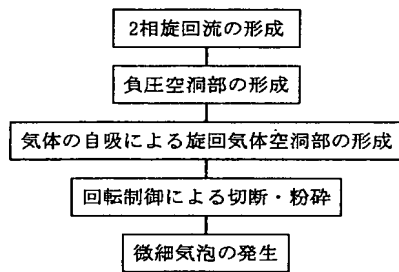 2相旋回流の形成
負圧空洞部の形成
気体の自吸による旋回気体空洞部の形成
回転制御による切断・粉砕
微細気泡の発生